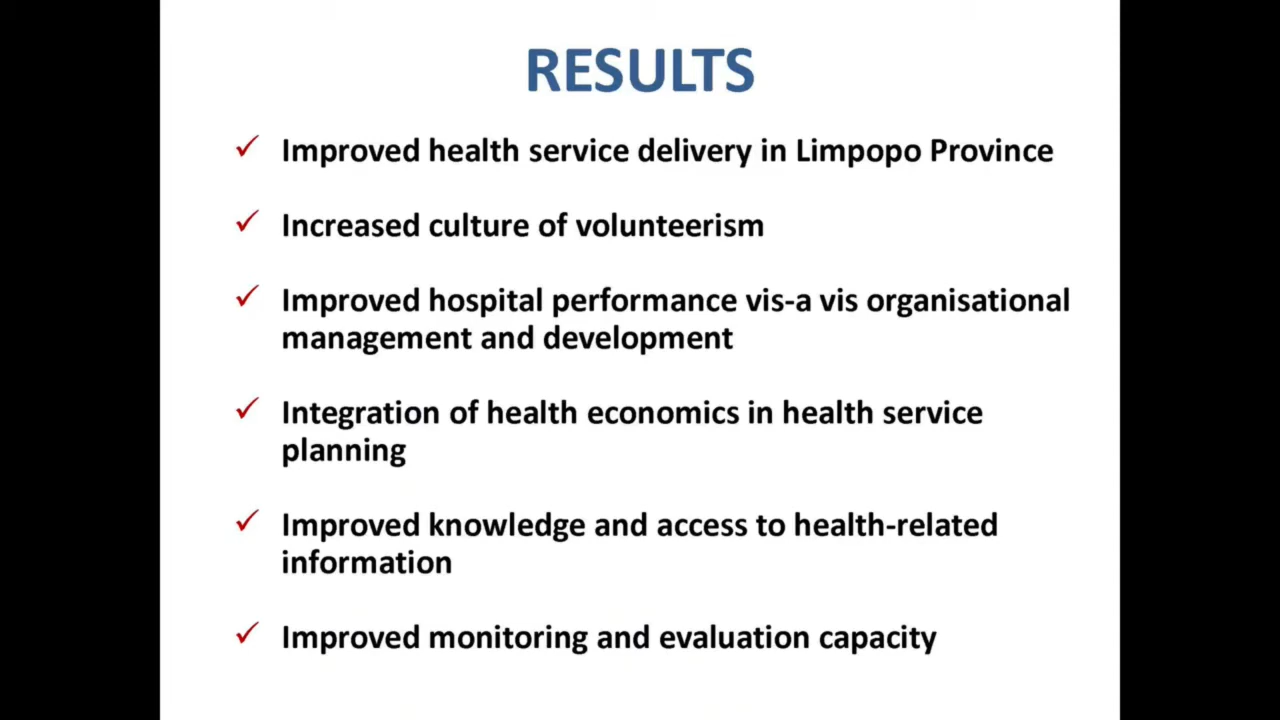 RESULTS
✓ Improved health service delivery in Limpopo Province
✓ Increased culture of volunteerism
✓ Improved hospital performance vis-a vis organisational
management and development
✓ Integration of health economics in health service
planning
✓ Improved knowledge and access to health-related
information
✓ Improved monitoring and evaluation capacity